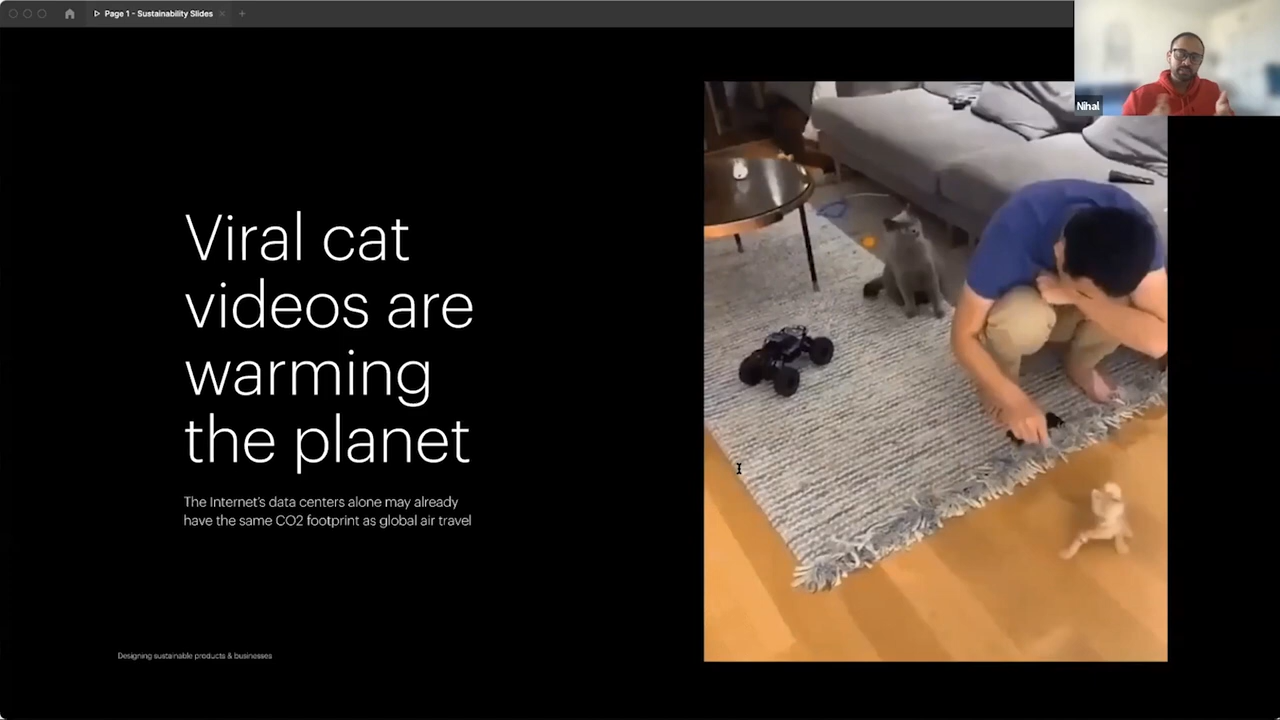 Page 1 - Sustainability Slides
Nihal
Viral cat
videos are
warming
the planet
The Internet's data centers alone may already
have the same CO2 footprint as global air travel
Designing sustainable products & businesses